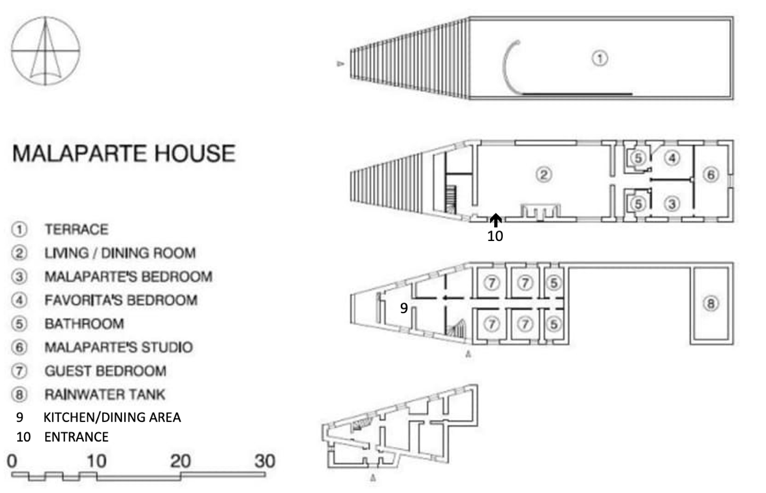 1
MALAPARTE HOUSE
2
5
4
6
5
3
10
1 TERRACE
2 LIVING / DINING ROOM
3 MALAPARTE'S BEDROOM
4 FAVORITA'S BEDROOM
5 BATHROOM
6 MALAPARTE'S STUDIO
7 GUEST BEDROOM
8 RAINWATER TANK
9 KITCHEN/DINING AREA
10 ENTRANCE
7 7 5
9
8
7 7 5
0 10 20 30